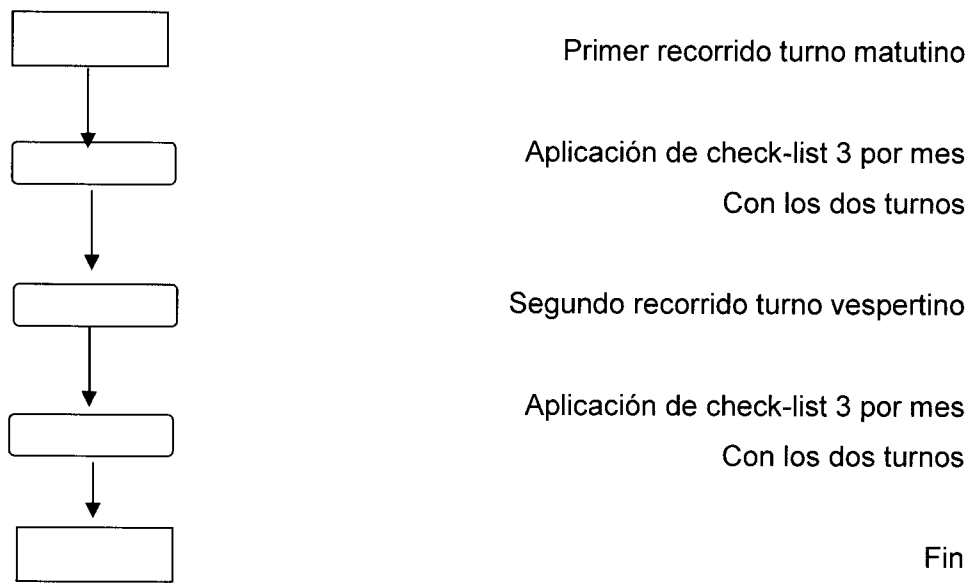 Primer recorrido turno matutino
Aplicación de check-list 3 por mes
Con los dos turnos
Segundo recorrido turno vespertino
Aplicación de check-list 3 por mes
Con los dos turnos
Fin